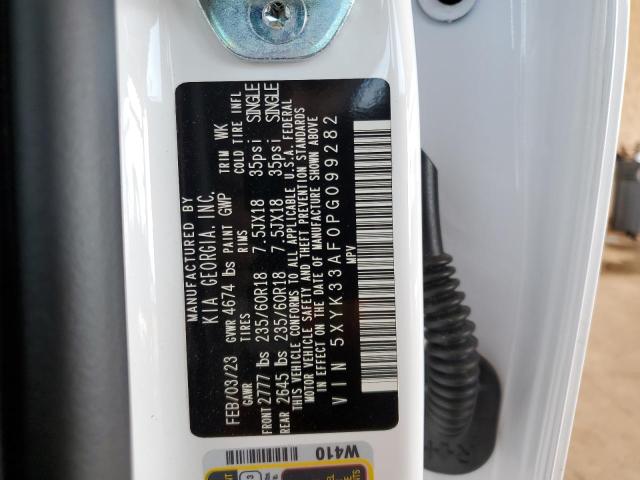 MANUFACTURED BY
KIA GEORGIA, INC.
FEB/03/23 GVWR 4674 lbs PAINT GWP TRIM WK
GAWR TIRES RIMS COLD TIRE INFL
FRONT 2777 lbs 235/60R18 7.5JX18 35psi SINGLE
REAR 2645 lbs 235/60R18 7.5JX18 35psi SINGLE
THIS VEHICLE CONFORMS TO ALL APPLICABLE U.S.A. FEDERAL
MOTOR VEHICLE SAFETY AND THEFT PREVENTION STANDARDS
IN EFFECT ON THE DATE OF MANUFACTURE SHOWN ABOVE
VIN 5XYK33AF0PG099282
MPV
W410